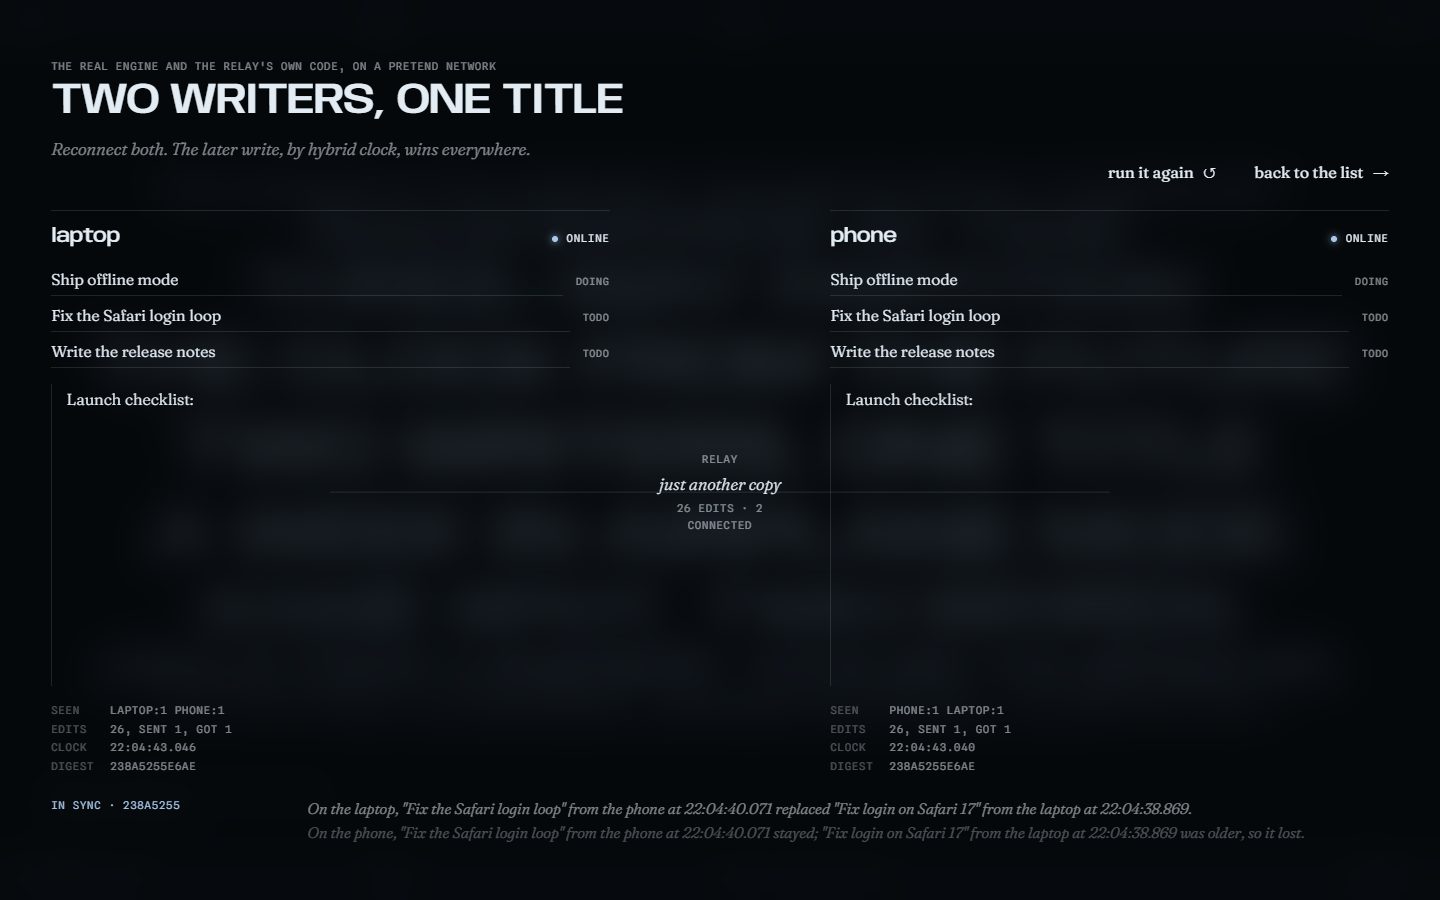 THE REAL ENGINE AND THE RELAY'S OWN CODE, ON A PRETEND NETWORK
TWO WRITERS, ONE TITLE
Reconnect both. The later write, by hybrid clock, wins everywhere.
run it again ↺
back to the list →
laptop
ONLINE
Ship offline mode
DOING
Fix the Safari login loop
TODO
Write the release notes
TODO
Launch checklist:
SEEN LAPTOP:1 PHONE:1
EDITS 26, SENT 1, GOT 1
CLOCK 22:04:43.046
DIGEST 238A5255E6AE
RELAY
just another copy
26 EDITS · 2
CONNECTED
phone
ONLINE
Ship offline mode
DOING
Fix the Safari login loop
TODO
Write the release notes
TODO
Launch checklist:
SEEN PHONE:1 LAPTOP:1
EDITS 26, SENT 1, GOT 1
CLOCK 22:04:43.040
DIGEST 238A5255E6AE
IN SYNC · 238A5255
On the laptop, "Fix the Safari login loop" from the phone at 22:04:40.071 replaced "Fix login on Safari 17" from the laptop at 22:04:38.869.
On the phone, "Fix the Safari login loop" from the phone at 22:04:40.071 stayed; "Fix login on Safari 17" from the laptop at 22:04:38.869 was older, so it lost.